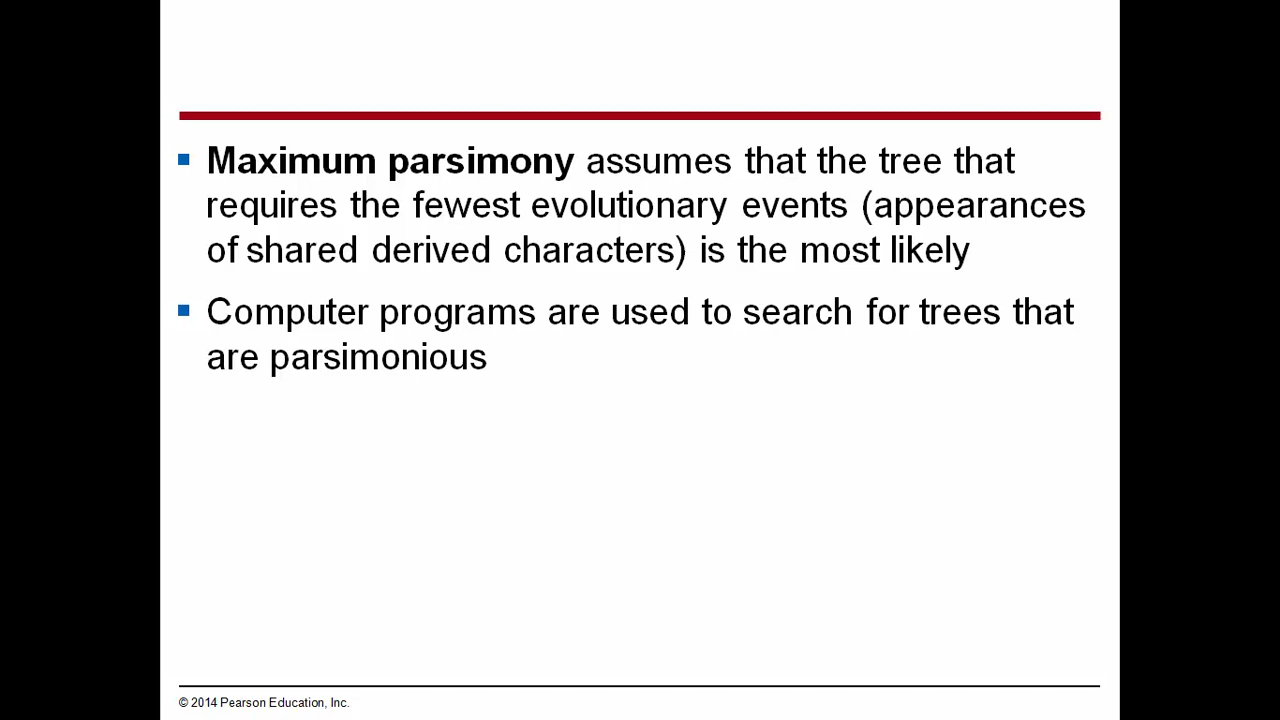 Maximum parsimony assumes that the tree that
requires the fewest evolutionary events (appearances
of shared derived characters) is the most likely
Computer programs are used to search for trees that
are parsimonious
© 2014 Pearson Education, Inc.